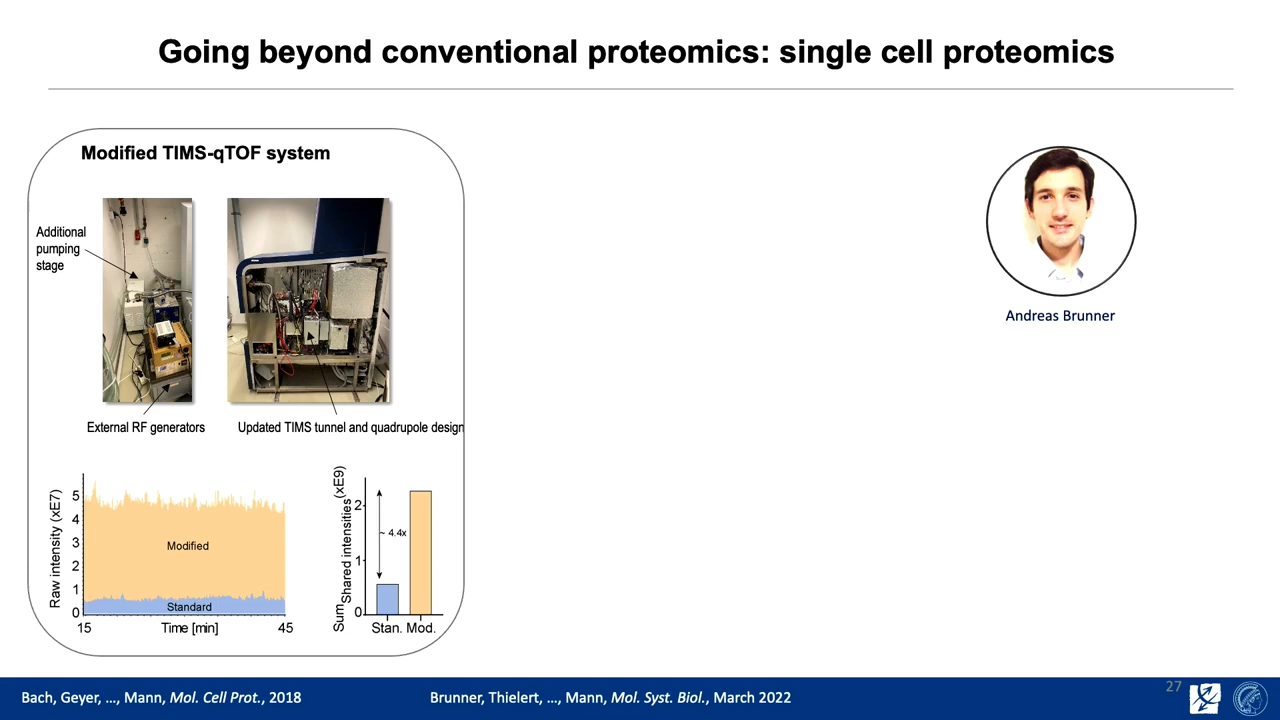 Going beyond conventional proteomics: single cell proteomics
Modified TIMS-qTOF system
Additional
pumping
stage
External RF generators
Updated TIMS tunnel and quadrupole design
Raw intensity (xE7)
5
4
3
2
1
0
Modified
Standard
15
Time [min]
45
Sum Shared intensities (xE9)
2
1
0
~ 4.4x
Stan. Mod.
Andreas Brunner
Bach, Geyer, ..., Mann, Mol. Cell Prot., 2018
Brunner, Thielert, ..., Mann, Mol. Syst. Biol., March 2022
27